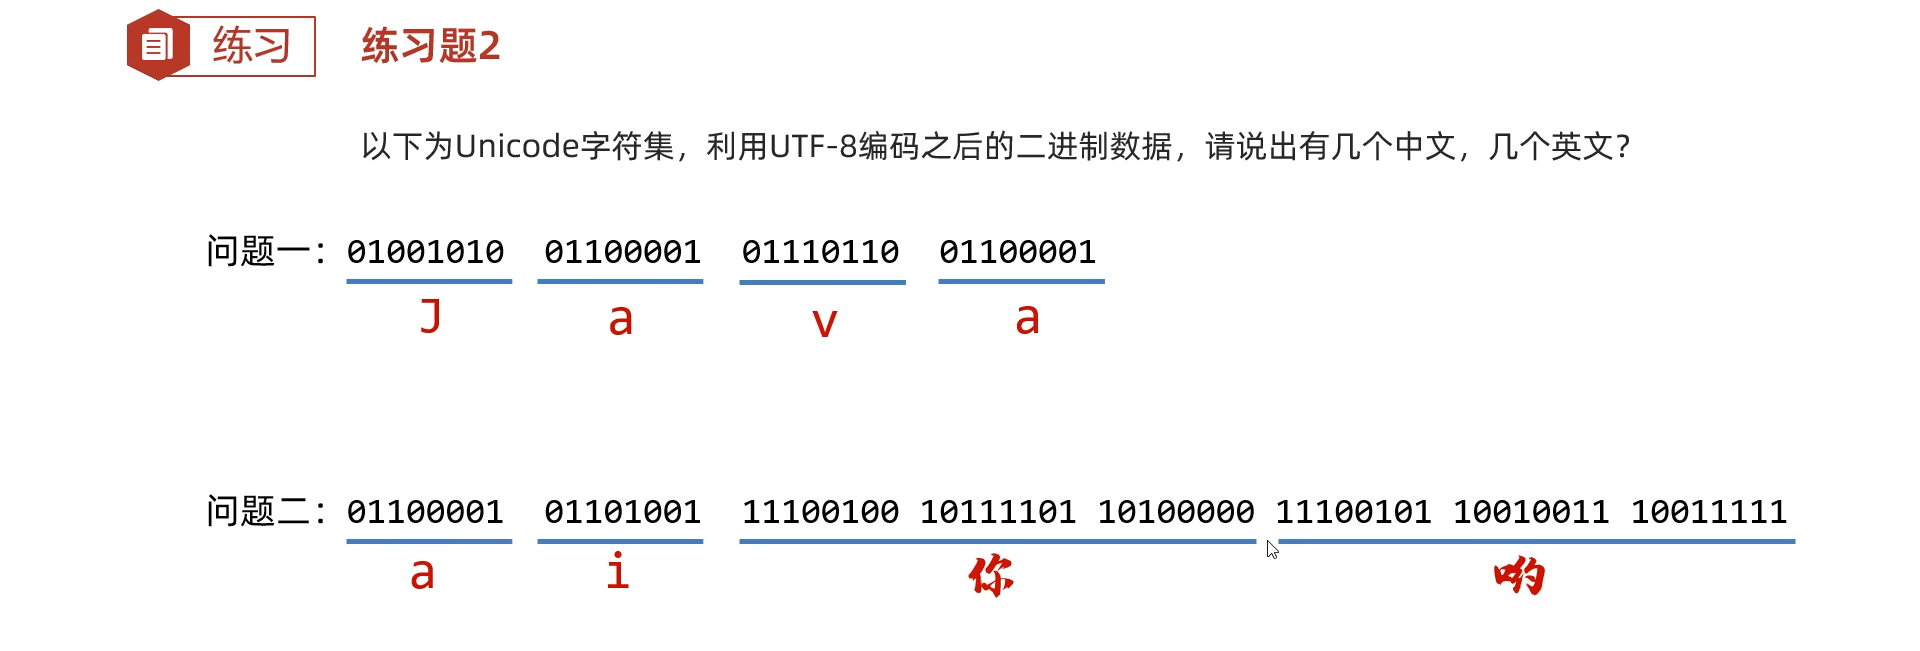 练习 练习题2
以下为Unicode字符集，利用UTF-8编码之后的二进制数据，请说出有几个中文，几个英文？
问题一：01001010 01100001 01110110 01100001
J a v a
问题二：01100001 01101001 11100100 10111101 10100000 11100101 10010011 10011111
a i 你 哟